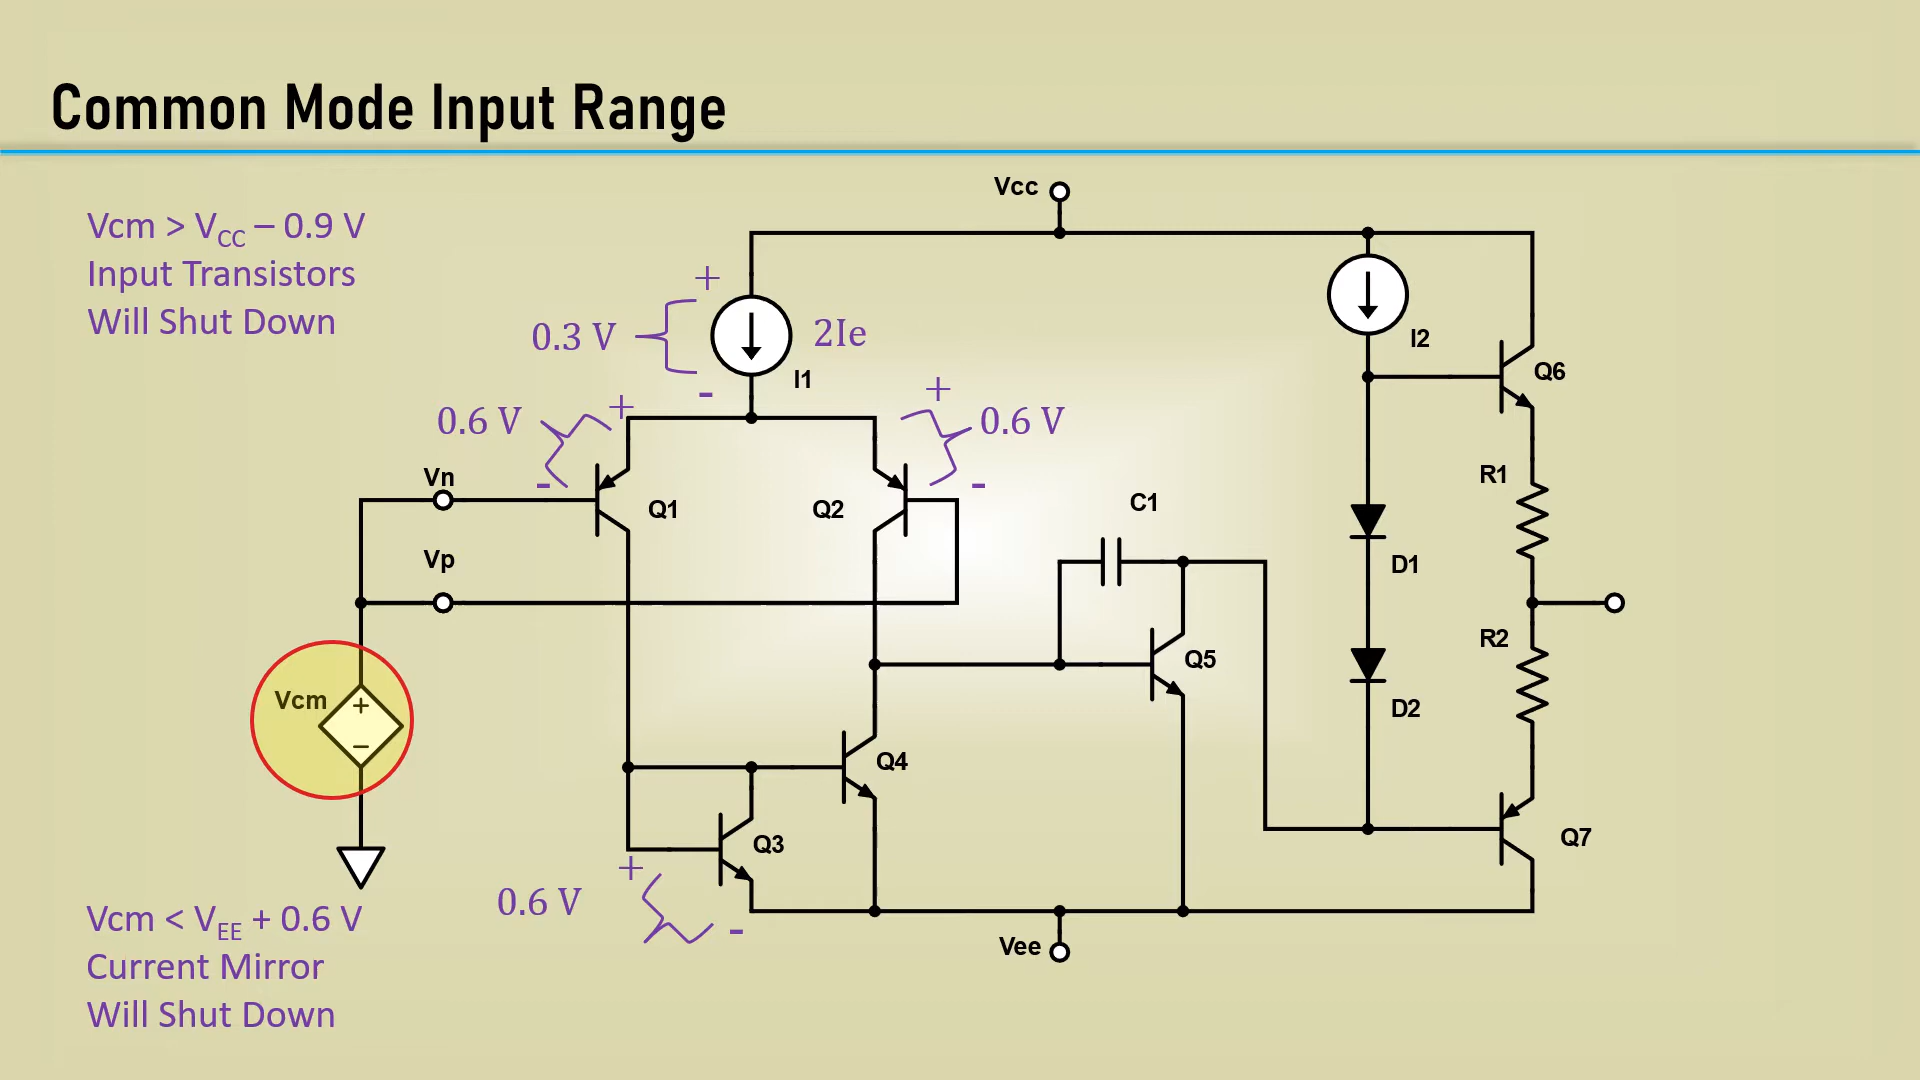 Common Mode Input Range
Vcm > VCC – 0.9 V
Input Transistors
Will Shut Down
Vcc
+
0.3 V
2Ie
I1
-
I2
Q6
0.6 V
+
-
+
0.6 V
-
Vn
Q1
Q2
C1
R1
Vp
D1
R2
Q5
Vcm
+
−
D2
Q4
Q3
Q7
+
0.6 V
-
Vee
Vcm < VEE + 0.6 V
Current Mirror
Will Shut Down